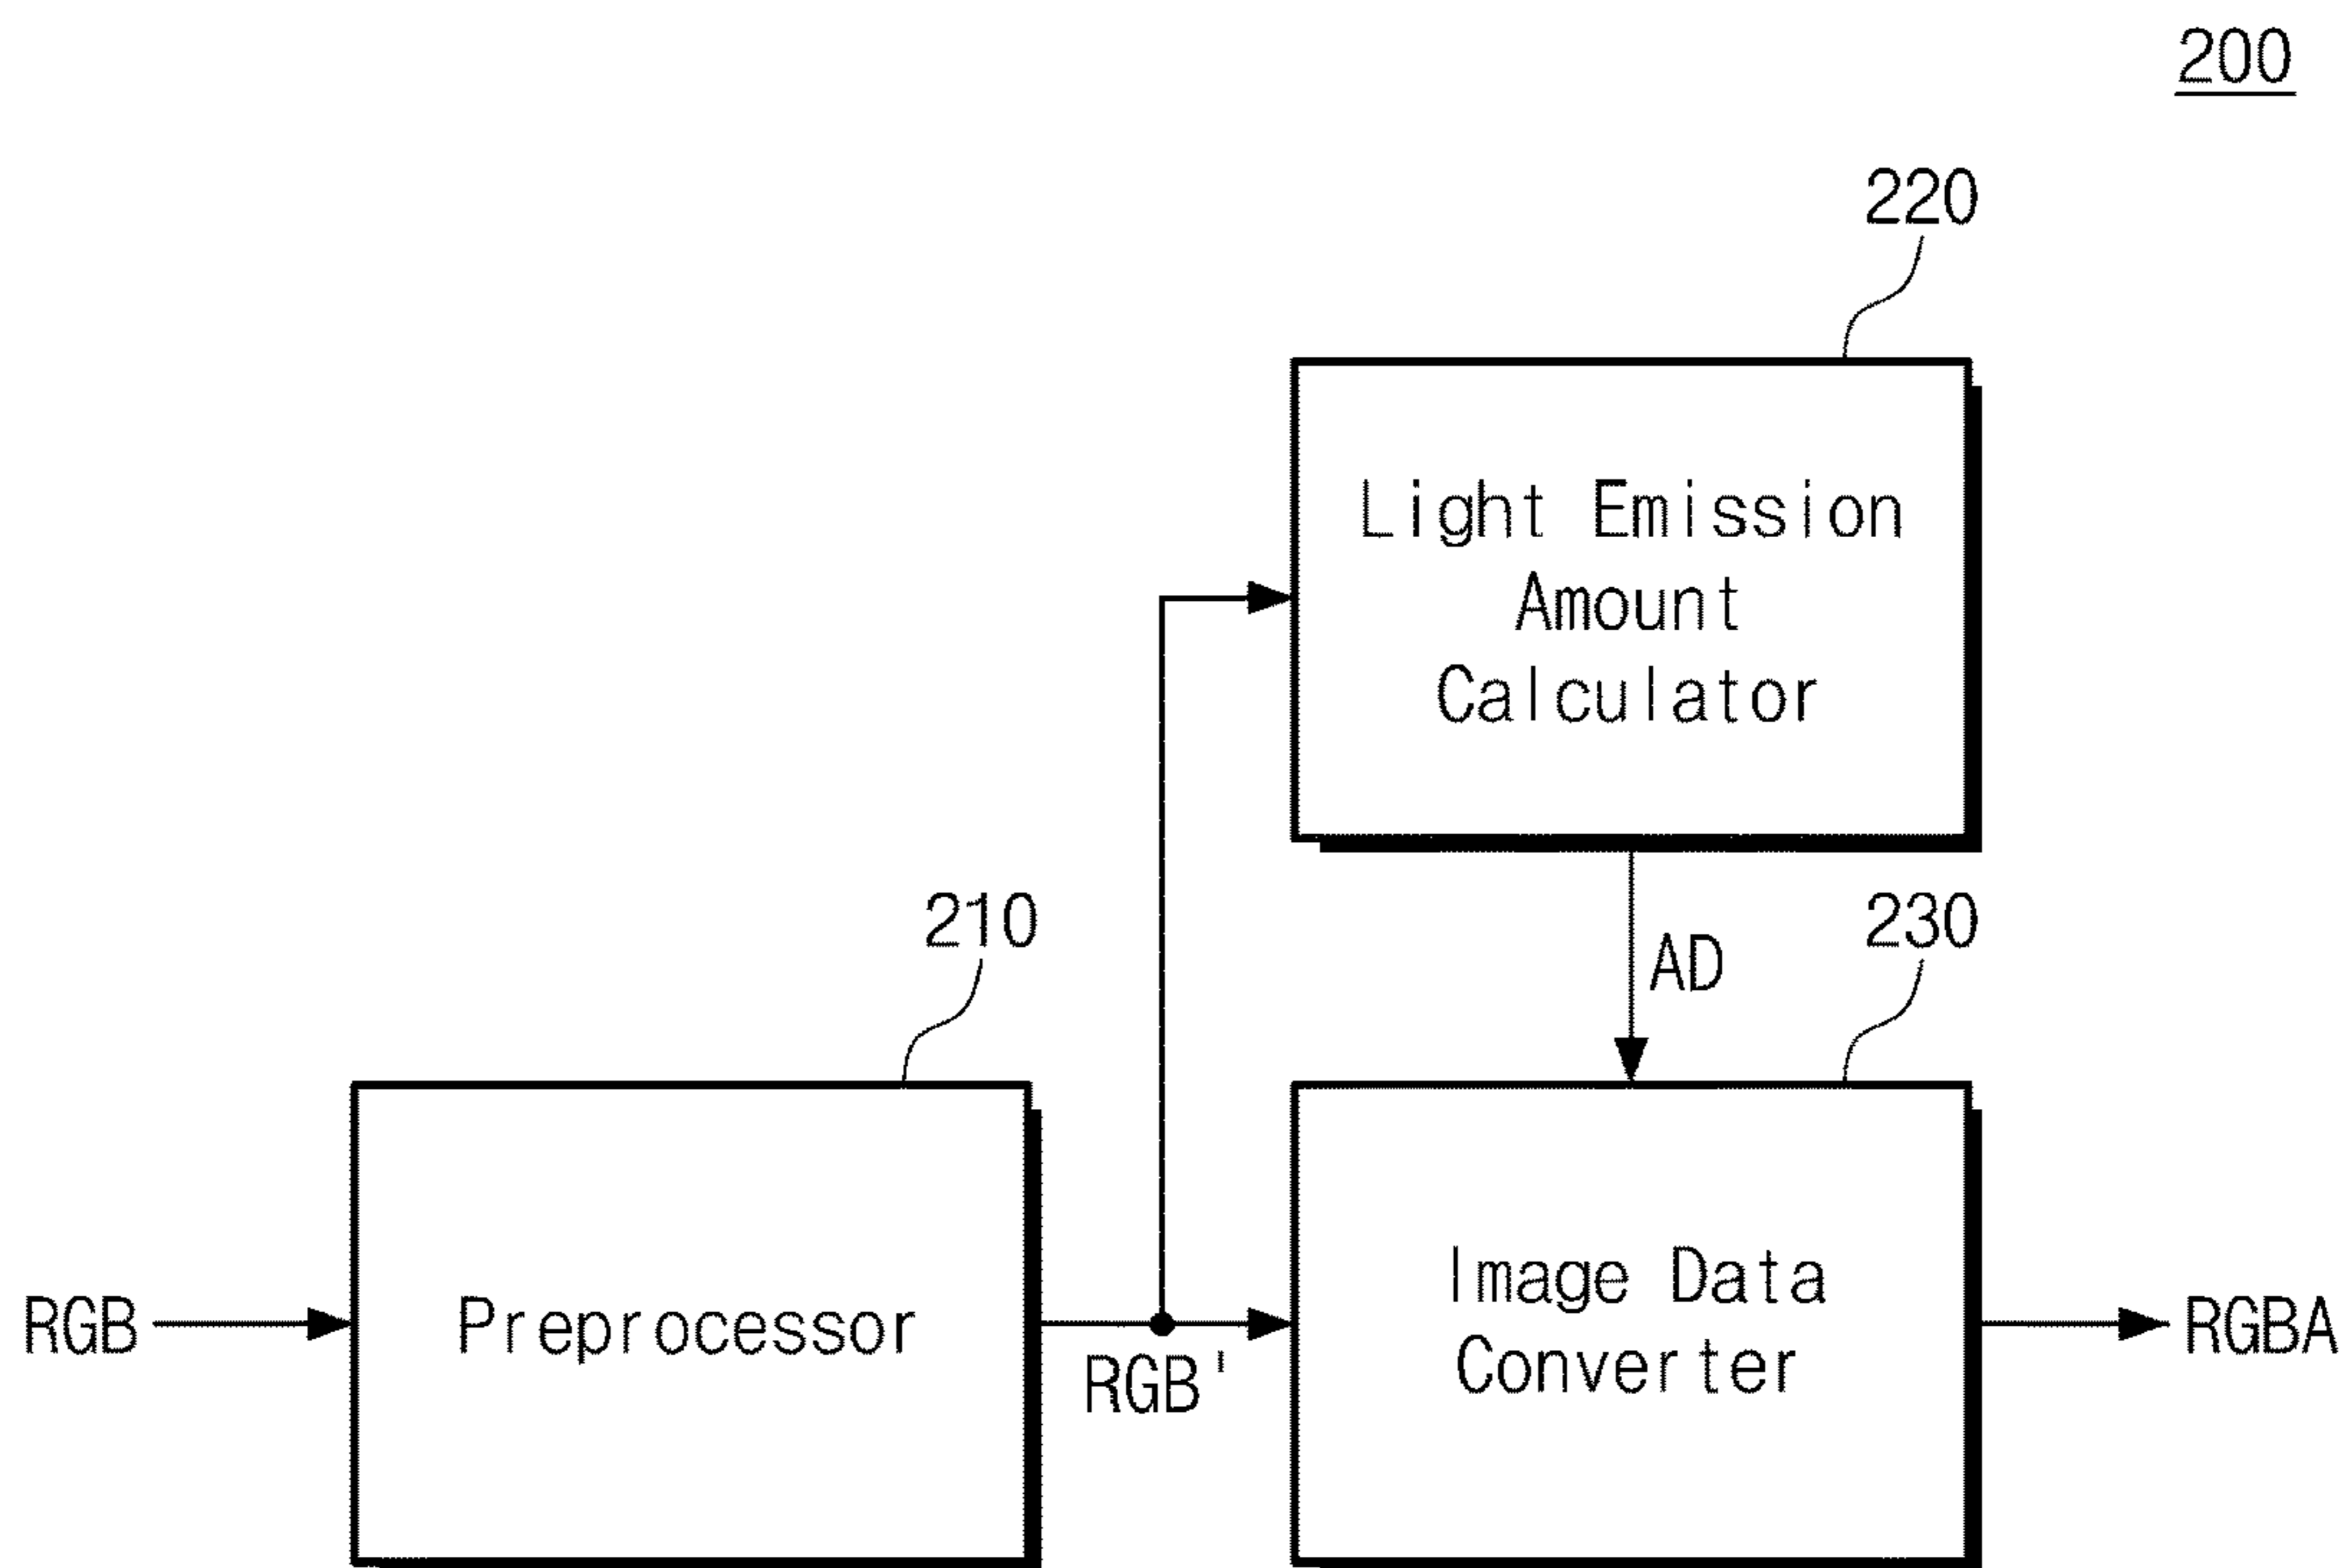 200
220
Light Emission
Amount
Calculator
210
AD
230
RGB
Preprocessor
RGB'
Image Data
Converter
RGBA